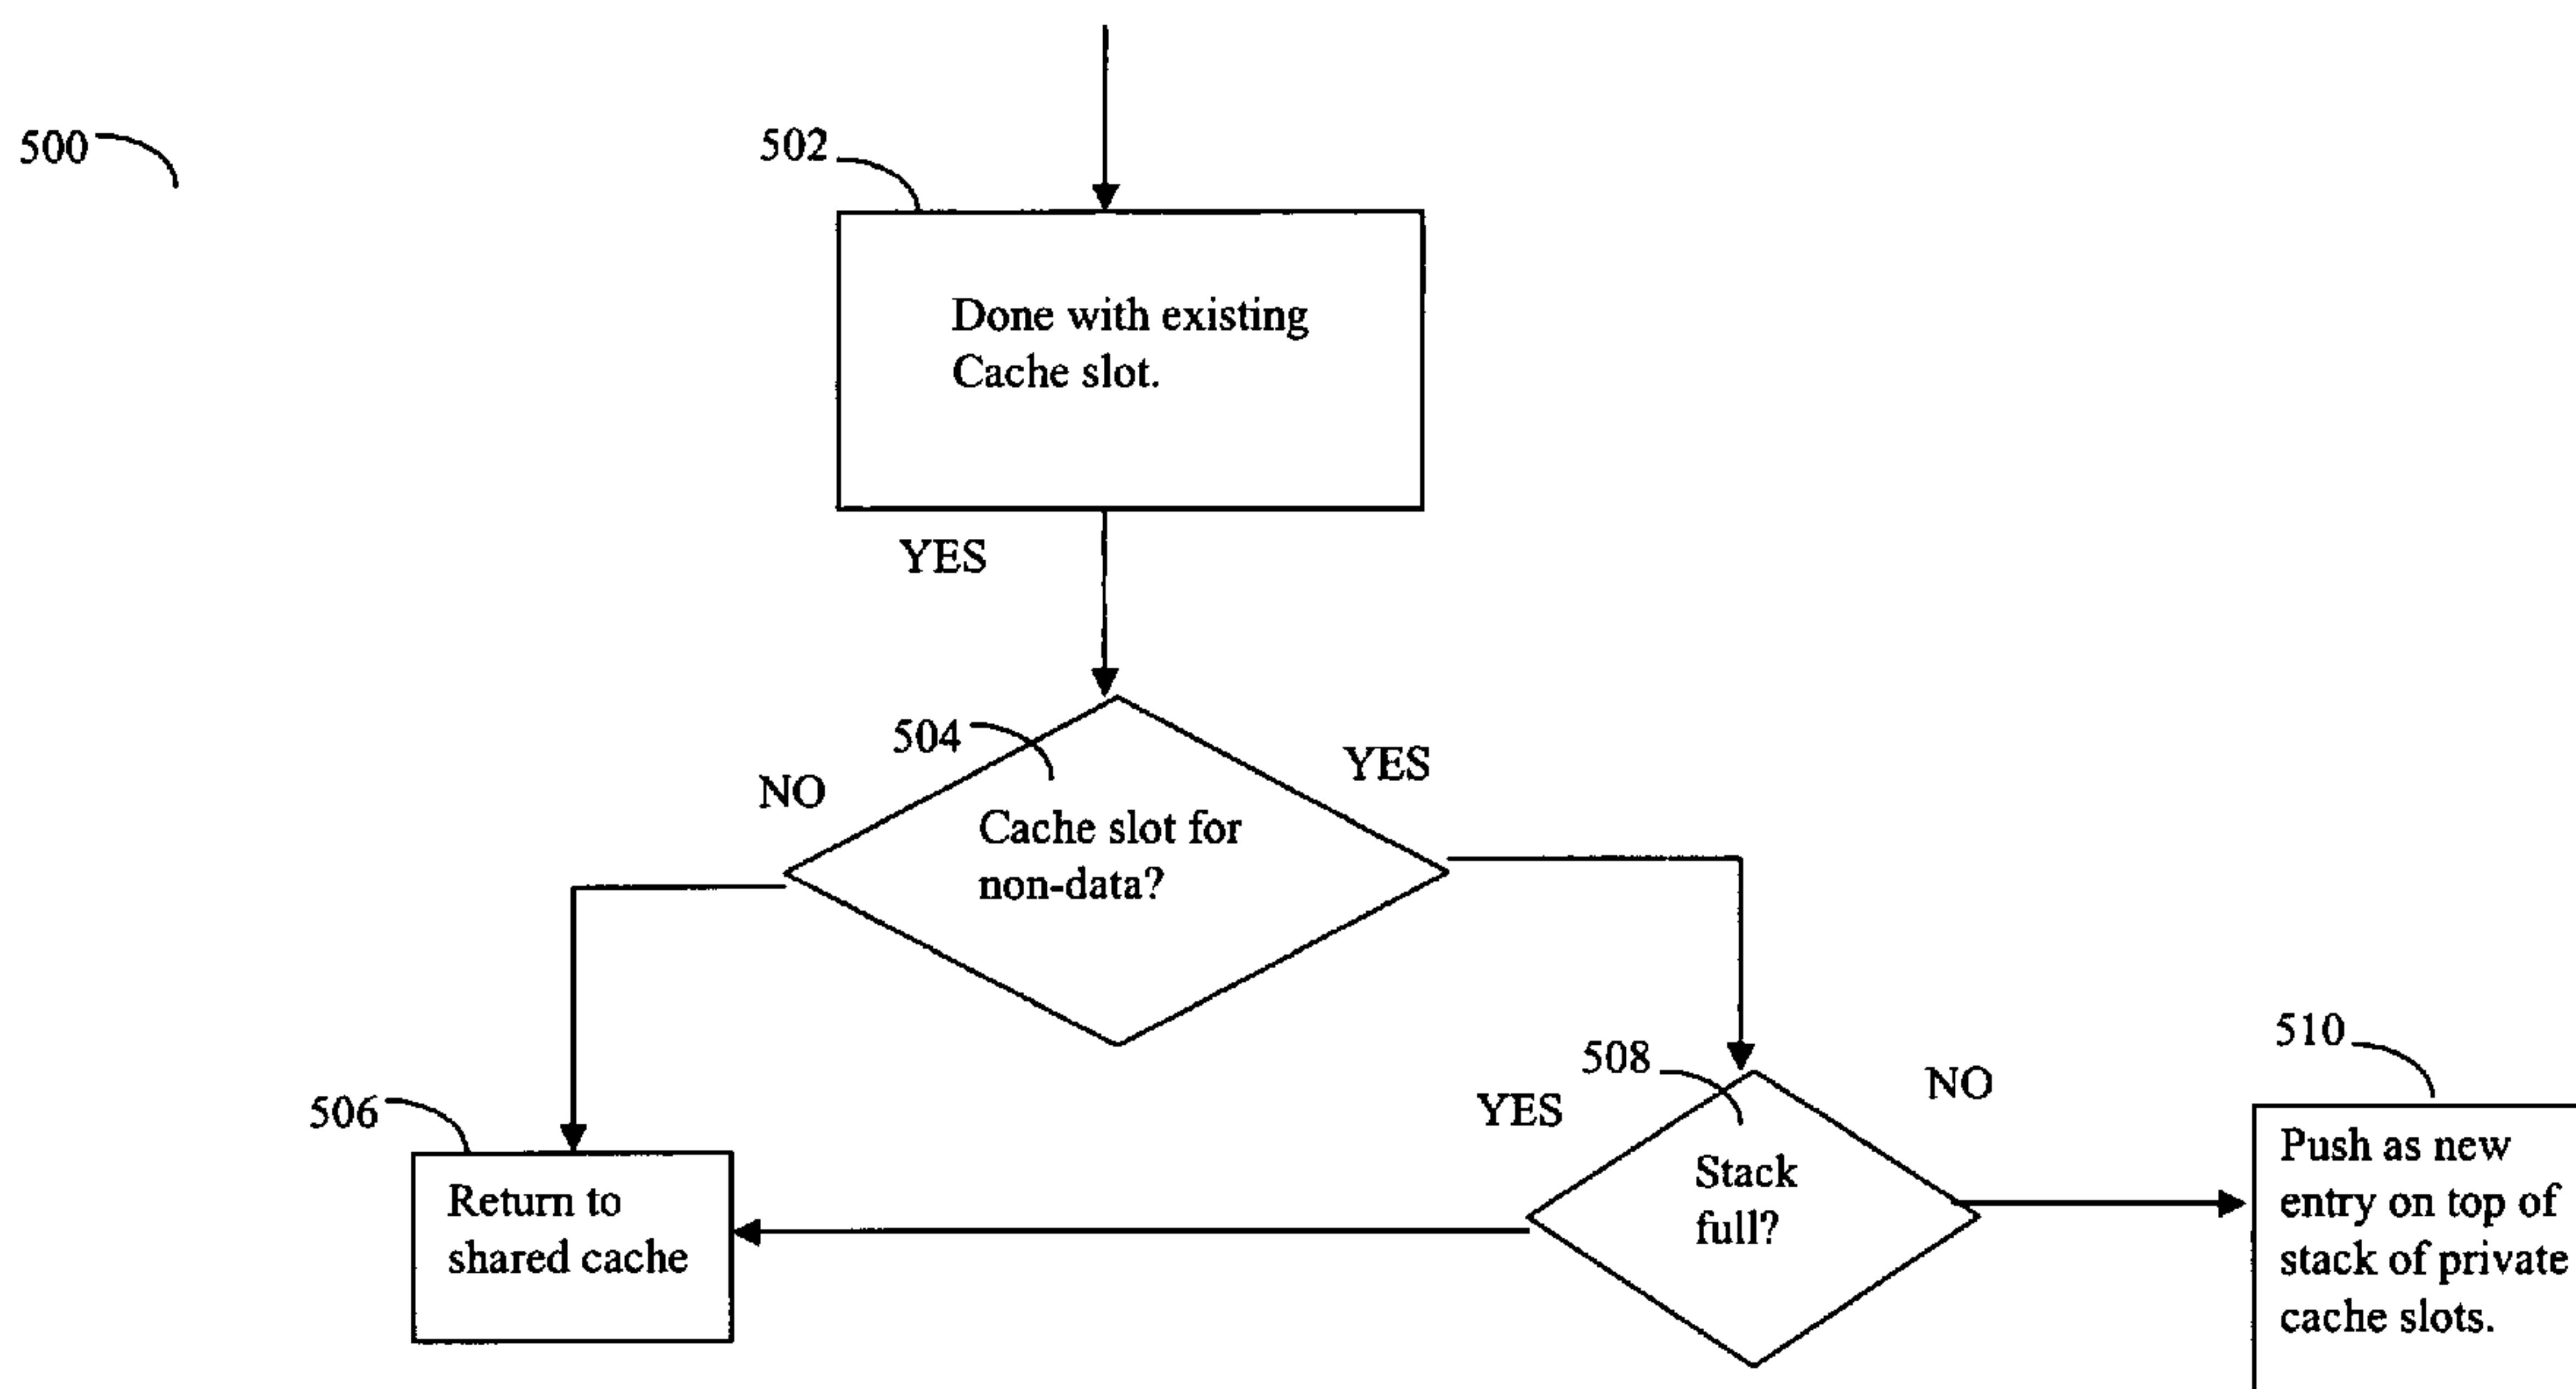 500
502
Done with existing
Cache slot.
YES
504
NO
YES
Cache slot for
non-data?
506
Return to
shared cache
508
YES
NO
Stack
full?
510
Push as new
entry on top of
stack of private
cache slots.